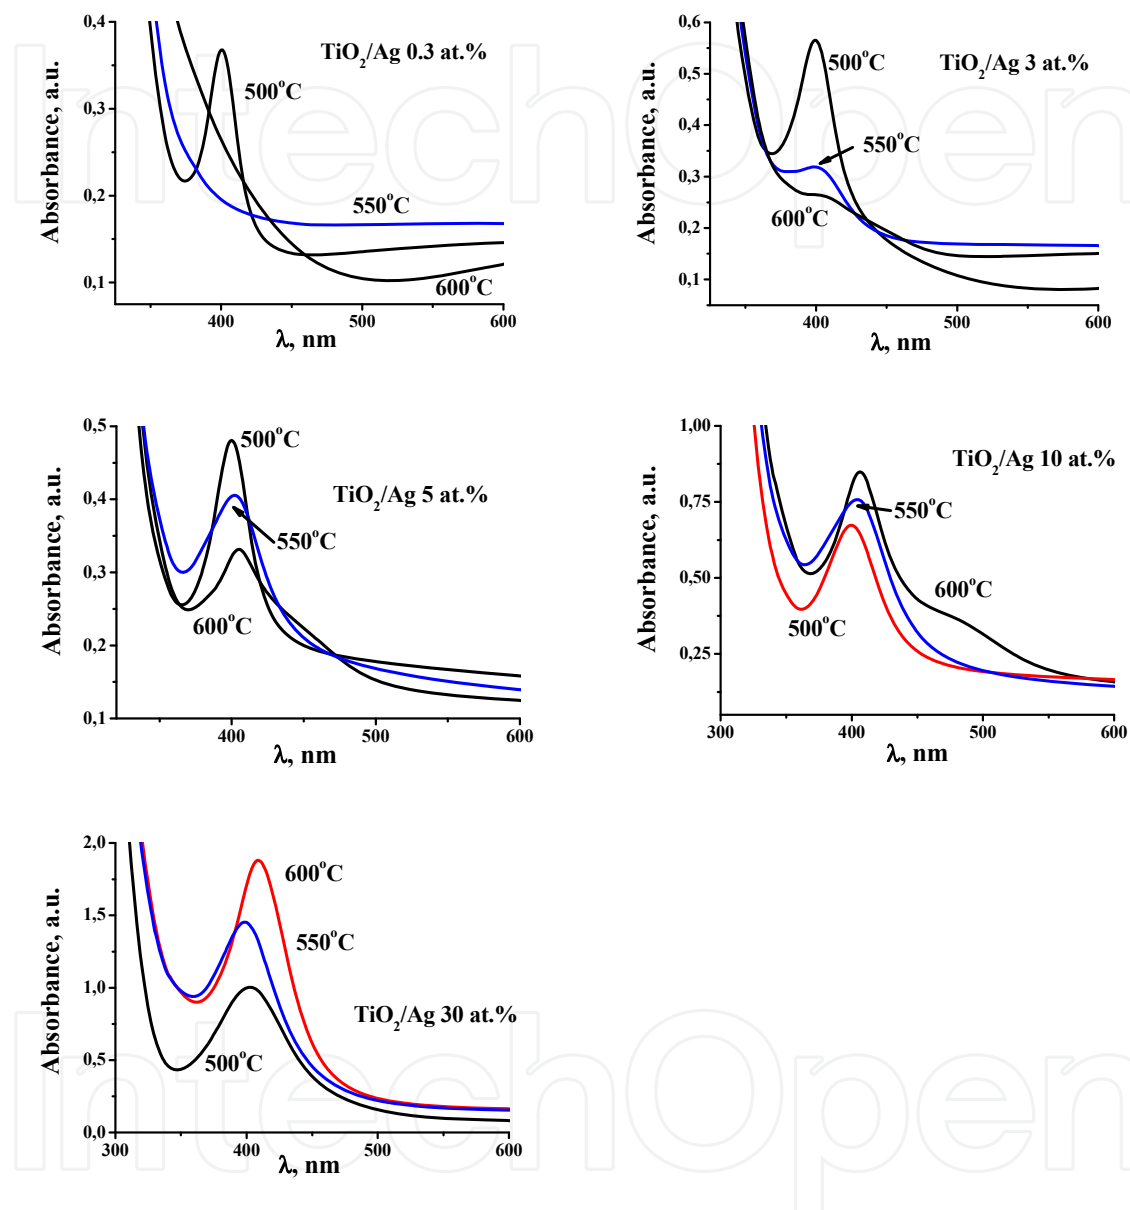 IntechOpen
TiO2/Ag 0.3 at.%
500°C
550°C
600°C
Absorbance, a.u.
0,4
0,3
0,2
0,1
400
500
600
λ, nm
TiO2/Ag 3 at.%
500°C
550°C
600°C
Absorbance, a.u.
0,6
0,5
0,4
0,3
0,2
0,1
400
500
600
λ, nm
TiO2/Ag 5 at.%
500°C
550°C
600°C
Absorbance, a.u.
0,5
0,4
0,3
0,2
0,1
400
500
600
λ, nm
TiO2/Ag 10 at.%
550°C
600°C
500°C
Absorbance, a.u.
1,00
0,75
0,50
0,25
300
400
500
600
λ, nm
600°C
550°C
TiO2/Ag 30 at.%
500°C
Absorbance, a.u.
2,0
1,5
1,0
0,5
0,0
300
400
500
600
λ, nm
IntechOpen